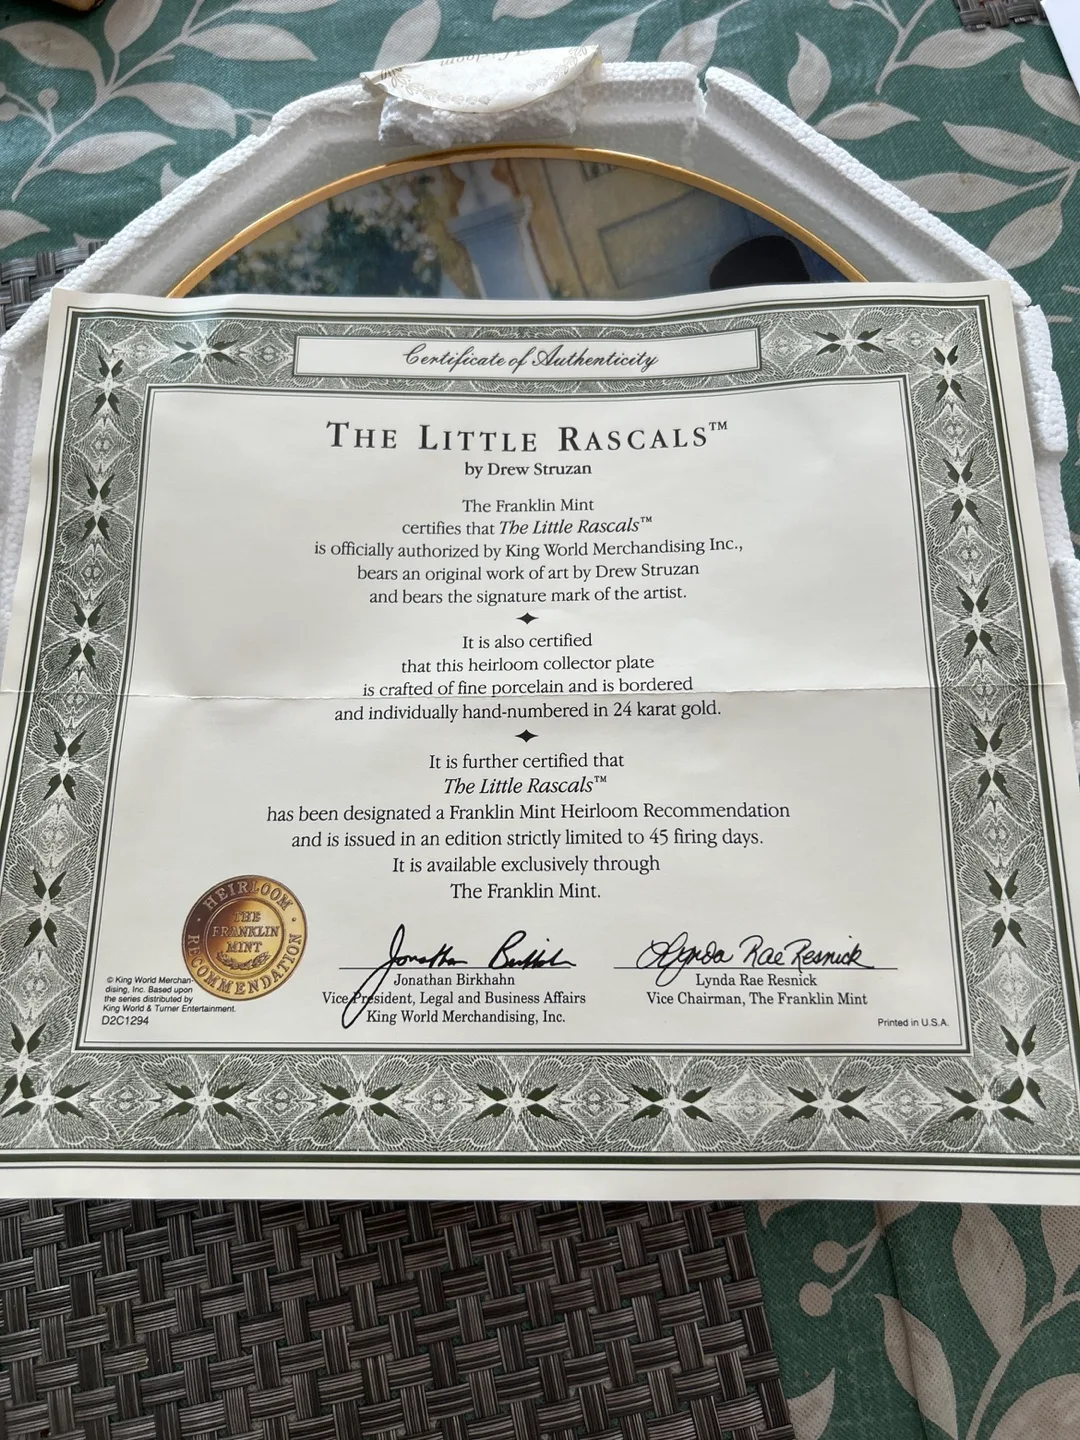 Heirloom
Certificate of Authenticity
THE LITTLE RASCALS™
by Drew Struzan
The Franklin Mint
certifies that The Little Rascals™
is officially authorized by King World Merchandising Inc.,
bears an original work of art by Drew Struzan
and bears the signature mark of the artist.
It is also certified
that this heirloom collector plate
is crafted of fine porcelain and is bordered
and individually hand-numbered in 24 karat gold.
It is further certified that
The Little Rascals™
has been designated a Franklin Mint Heirloom Recommendation
and is issued in an edition strictly limited to 45 firing days.
It is available exclusively through
The Franklin Mint.
HEIRLOOM
THE
FRANKLIN
MINT
RECOMMENDATION
Jonathan Birkhahn
Jonathan Birkhahn
Vice President, Legal and Business Affairs
King World Merchandising, Inc.
Lynda Rae Resnick
Lynda Rae Resnick
Vice Chairman, The Franklin Mint
© King World Merchan-
dising, Inc. Based upon
the series distributed by
King World & Turner Entertainment.
D2C1294
Printed in U.S.A.